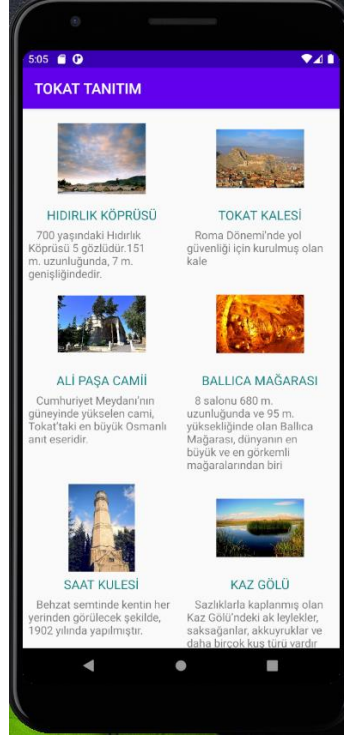 5:05
TOKAT TANITIM
HIDIRLIK KÖPRÜSÜ
700 yaşındaki Hıdırlık
Köprüsü 5 gözlüdür.151
m. uzunluğunda, 7 m.
genişliğindedir.
TOKAT KALESİ
Roma Dönemi'nde yol
güvenliği için kurulmuş olan
kale
ALİ PAŞA CAMİİ
Cumhuriyet Meydanı'nın
güneyinde yükselen cami,
Tokat'taki en büyük Osmanlı
anıt eseridir.
BALLICA MAĞARASI
8 salonu 680 m.
uzunluğunda ve 95 m.
yüksekliğinde olan Ballıca
Mağarası, dünyanın en
büyük ve en görkemli
mağaralarından biri
SAAT KULESİ
Behzat semtinde kentin her
yerinden görülecek şekilde,
1902 yılında yapılmıştır.
KAZ GÖLÜ
Sazlıklarla kaplanmış olan
Kaz Gölü'ndeki ak leylekler,
saksağanlar, akkuyruklar ve
daha birçok kuş türü vardır